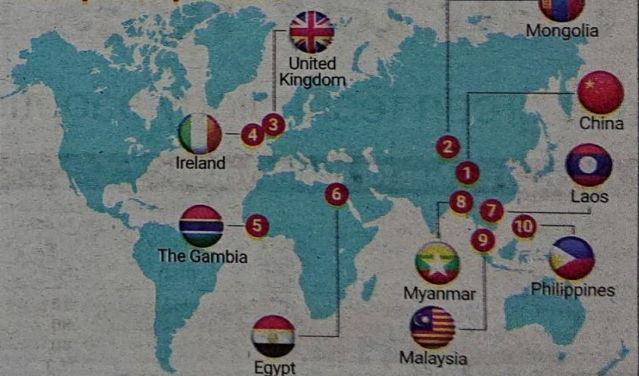 Mongolia
United
Kingdom
China
3
4
Ireland
2
1
Laos
6
8
7
5
10
9
The Gambia
Myanmar
Philippines
Malaysia
Egypt